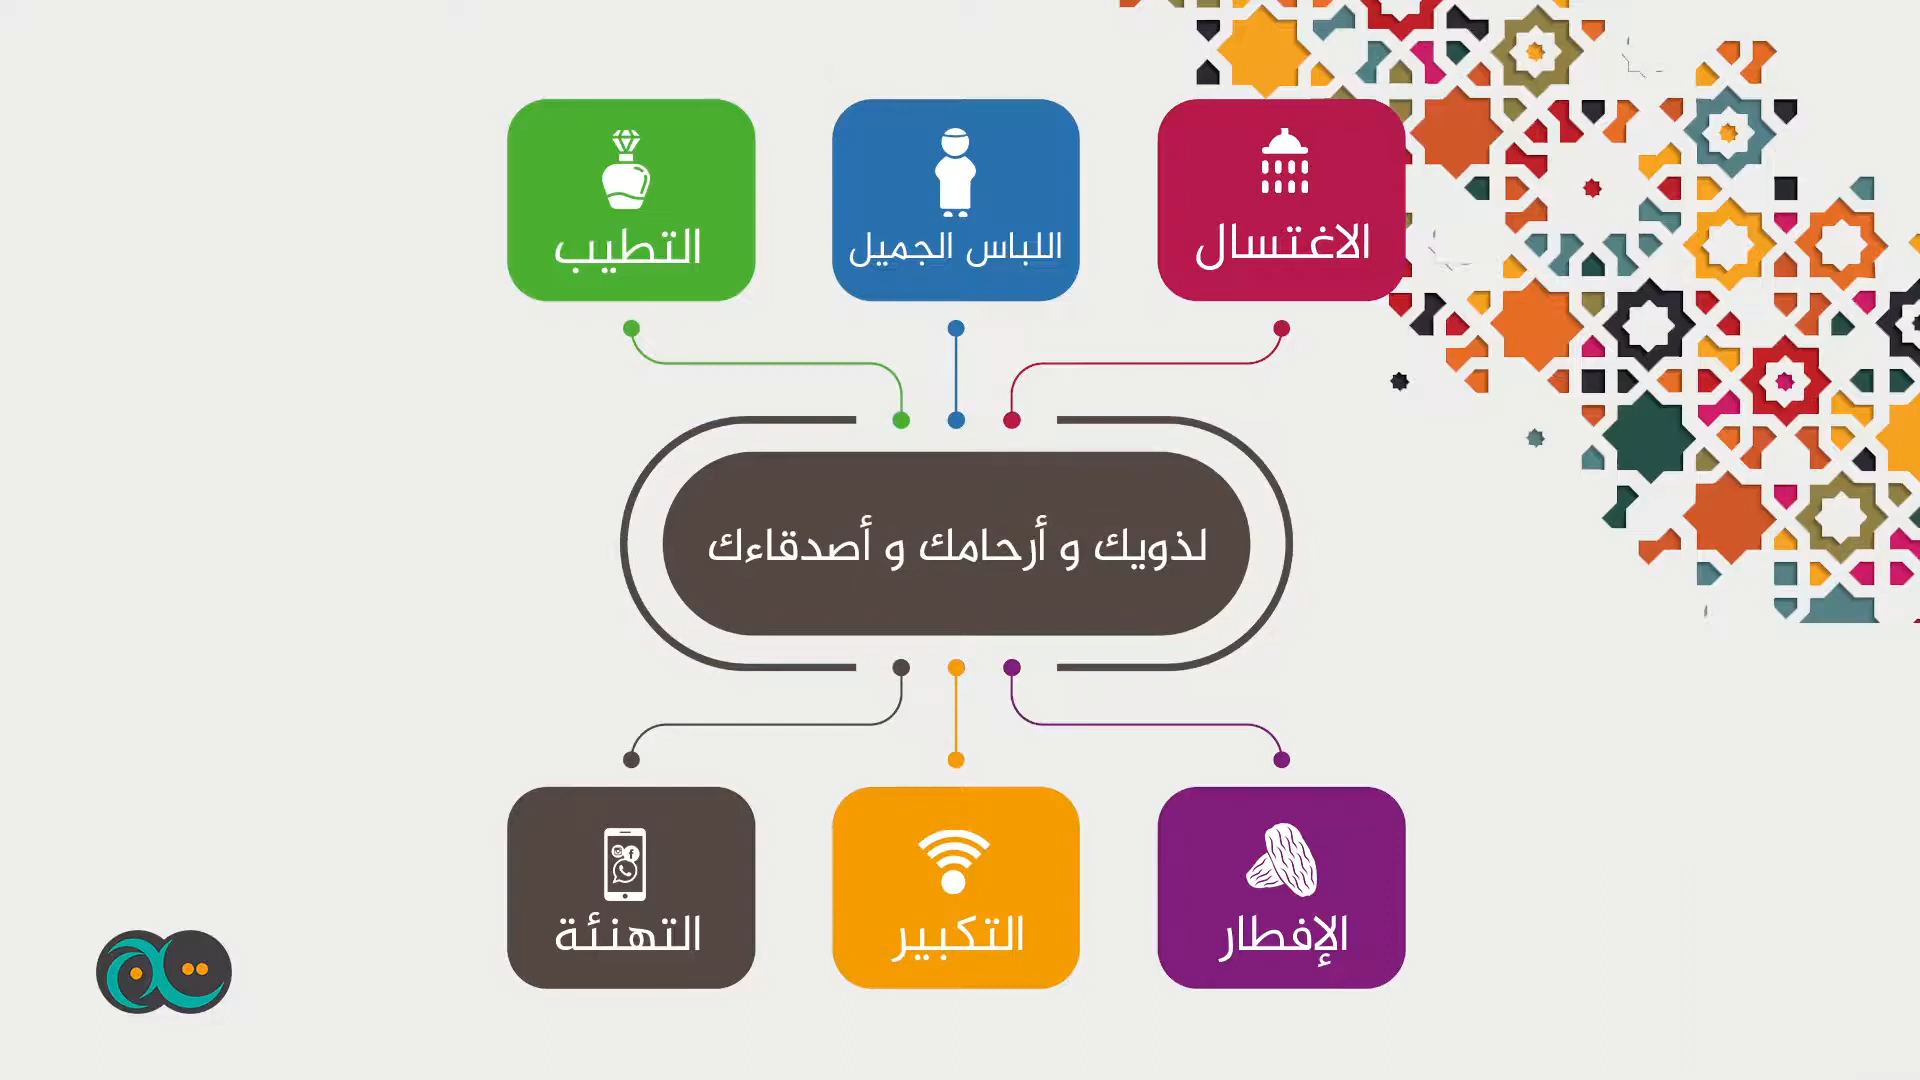 الاغتسال
اللباس الجميل
التطيب
لذويك و أرحامك و أصدقاءك
الإفطار
التكبير
التهنئة